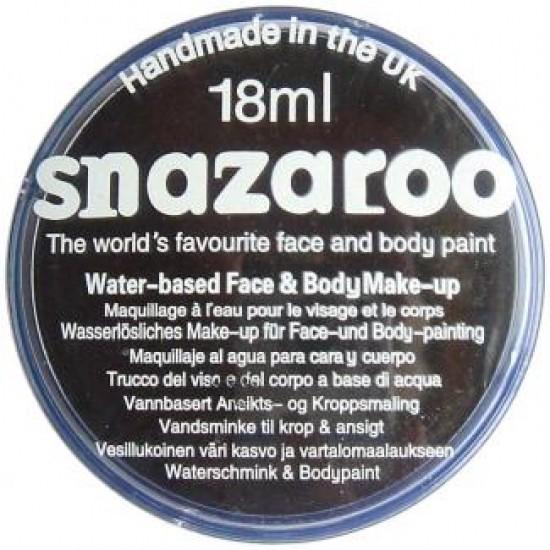 Handmade in the UK
18ml
snazaroo
The world's favourite face and body paint
Water-based Face & Body Make-up
Maquillage à l'eau pour le visage et le corps
Wasserlösliches Make-up für Face-und Body-painting
Maquillaje al agua para cara y cuerpo
Trucco del viso e del corpo a base di acqua
Vannbasert Ansikts- og Kroppsmaling
Vandsminke til krop & ansigt
Vesiliukoinen väri kasvo ja vartalomaalaukseen
Waterschmink & Bodypaint